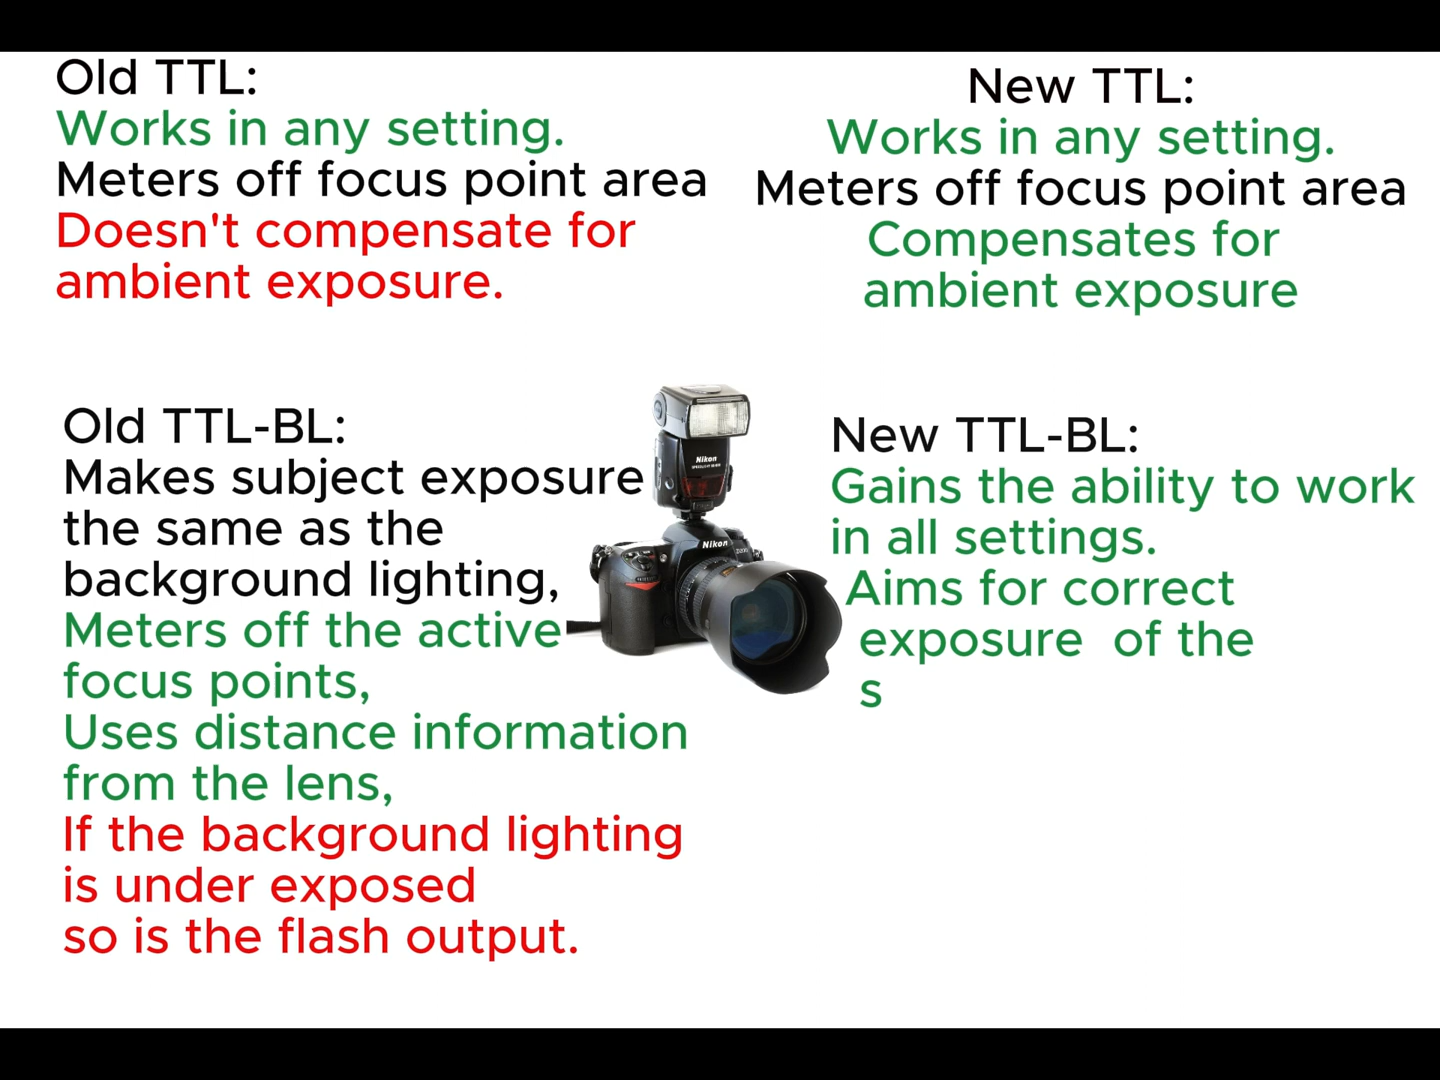 Old TTL:
Works in any setting.
Meters off focus point area
Doesn't compensate for
ambient exposure.
New TTL:
Works in any setting.
Meters off focus point area
Compensates for
ambient exposure
Old TTL-BL:
Makes subject exposure
the same as the
background lighting,
Meters off the active
focus points,
Uses distance information
from the lens,
If the background lighting
is under exposed
so is the flash output.
Nikon
Nikon
New TTL-BL:
Gains the ability to work
in all settings.
Aims for correct
exposure of the
s